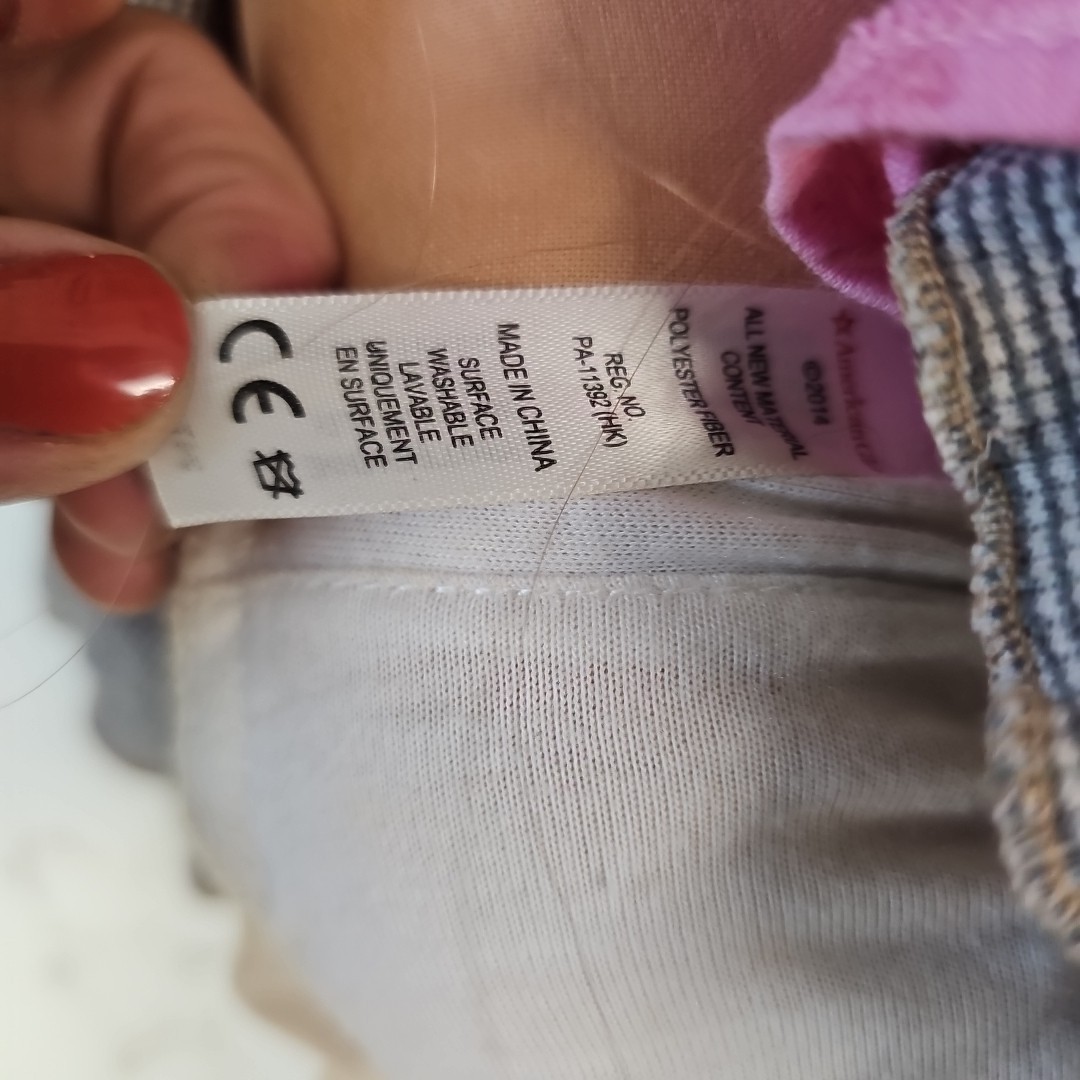 ©2014
ALL NEW MATERIAL
CONTENT
POLYESTER FIBER
REG. NO.
PA-11392 (HK)
MADE IN CHINA
SURFACE
WASHABLE
LAVABLE
UNIQUEMENT
EN SURFACE
CE